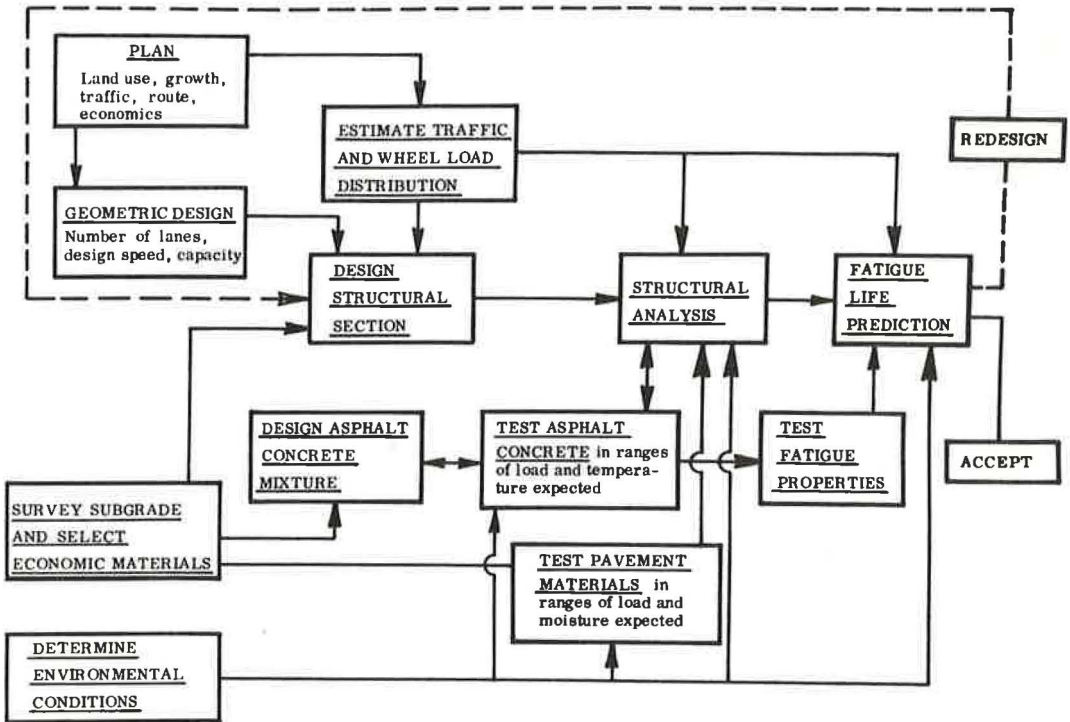 PLAN
Land use, growth,
traffic, route,
economics
ESTIMATE TRAFFIC
AND WHEEL LOAD
DISTRIBUTION
REDESIGN
GEOMETRIC DESIGN
Number of lanes,
design speed, capacity
DESIGN
STRUCTURAL
SECTION
STRUCTURAL
ANALYSIS
FATIGUE
LIFE
PREDICTION
DESIGN ASPHALT
CONCRETE
MIXTURE
TEST ASPHALT
CONCRETE in ranges
of load and tempera-
ture expected
TEST
FATIGUE
PROPERTIES
ACCEPT
SURVEY SUBGRADE
AND SELECT
ECONOMIC MATERIALS
TEST PAVEMENT
MATERIALS in
ranges of load and
moisture expected
DETERMINE
ENVIRONMENTAL
CONDITIONS